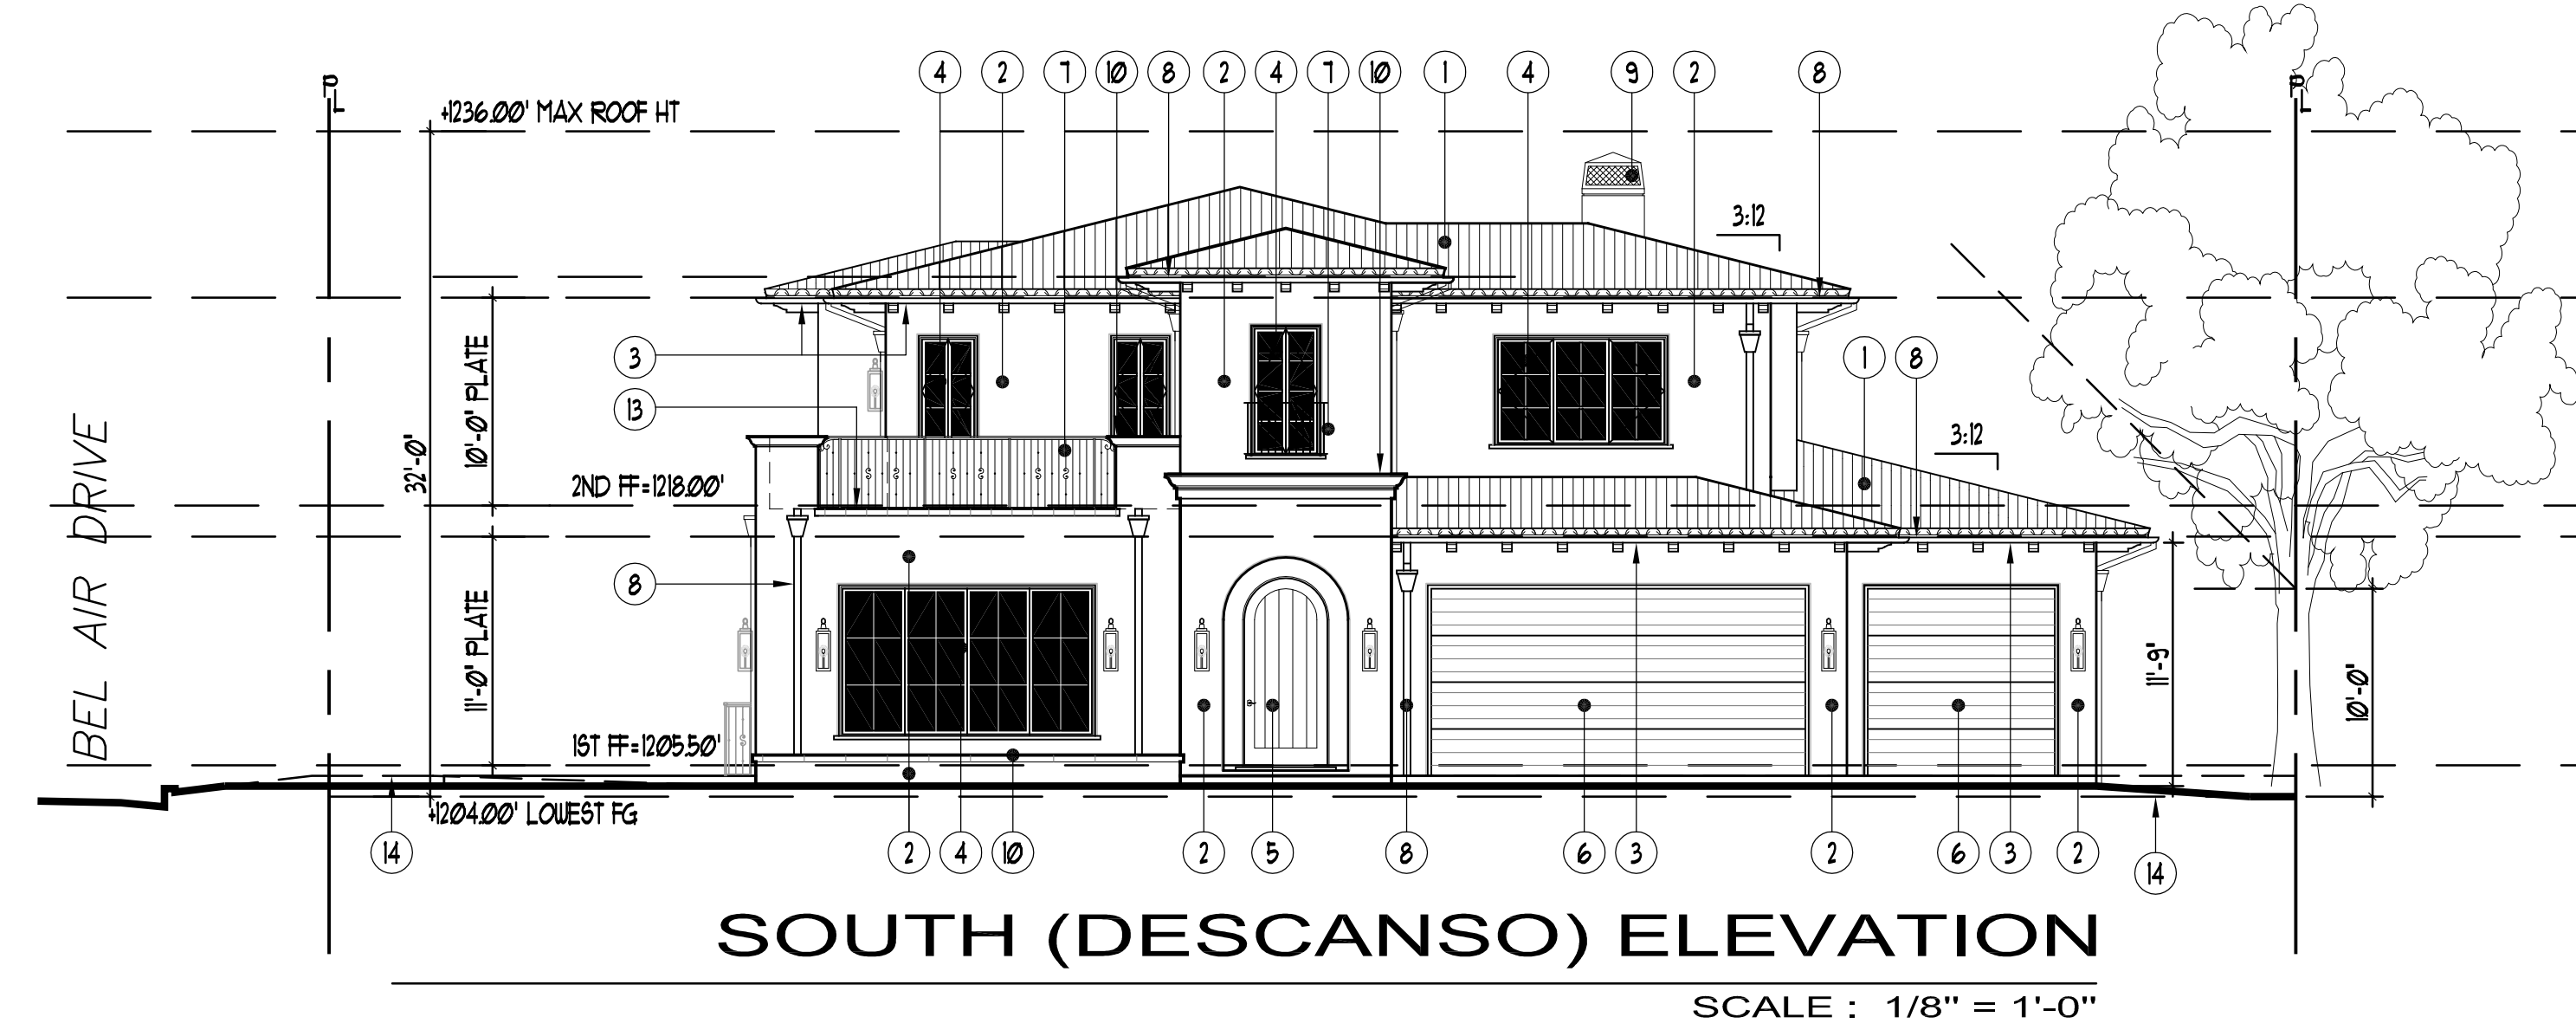 4 2 7 10 8 2 4 7 10 1 4 9 2 8
PL
PL
+1236.00' MAX ROOF HT
3:12
3
1 8
13
10'-0" PLATE
32'-0"
3:12
2ND FF=1218.00'
BEL AIR DRIVE
8
11'-0" PLATE
11'-9"
10'-0"
1ST FF=1205.50'
+1204.00' LOWEST FG
14 2 4 10 2 5 8 6 3 2 6 3 2
14
SOUTH (DESCANSO) ELEVATION
SCALE : 1/8" = 1'-0"